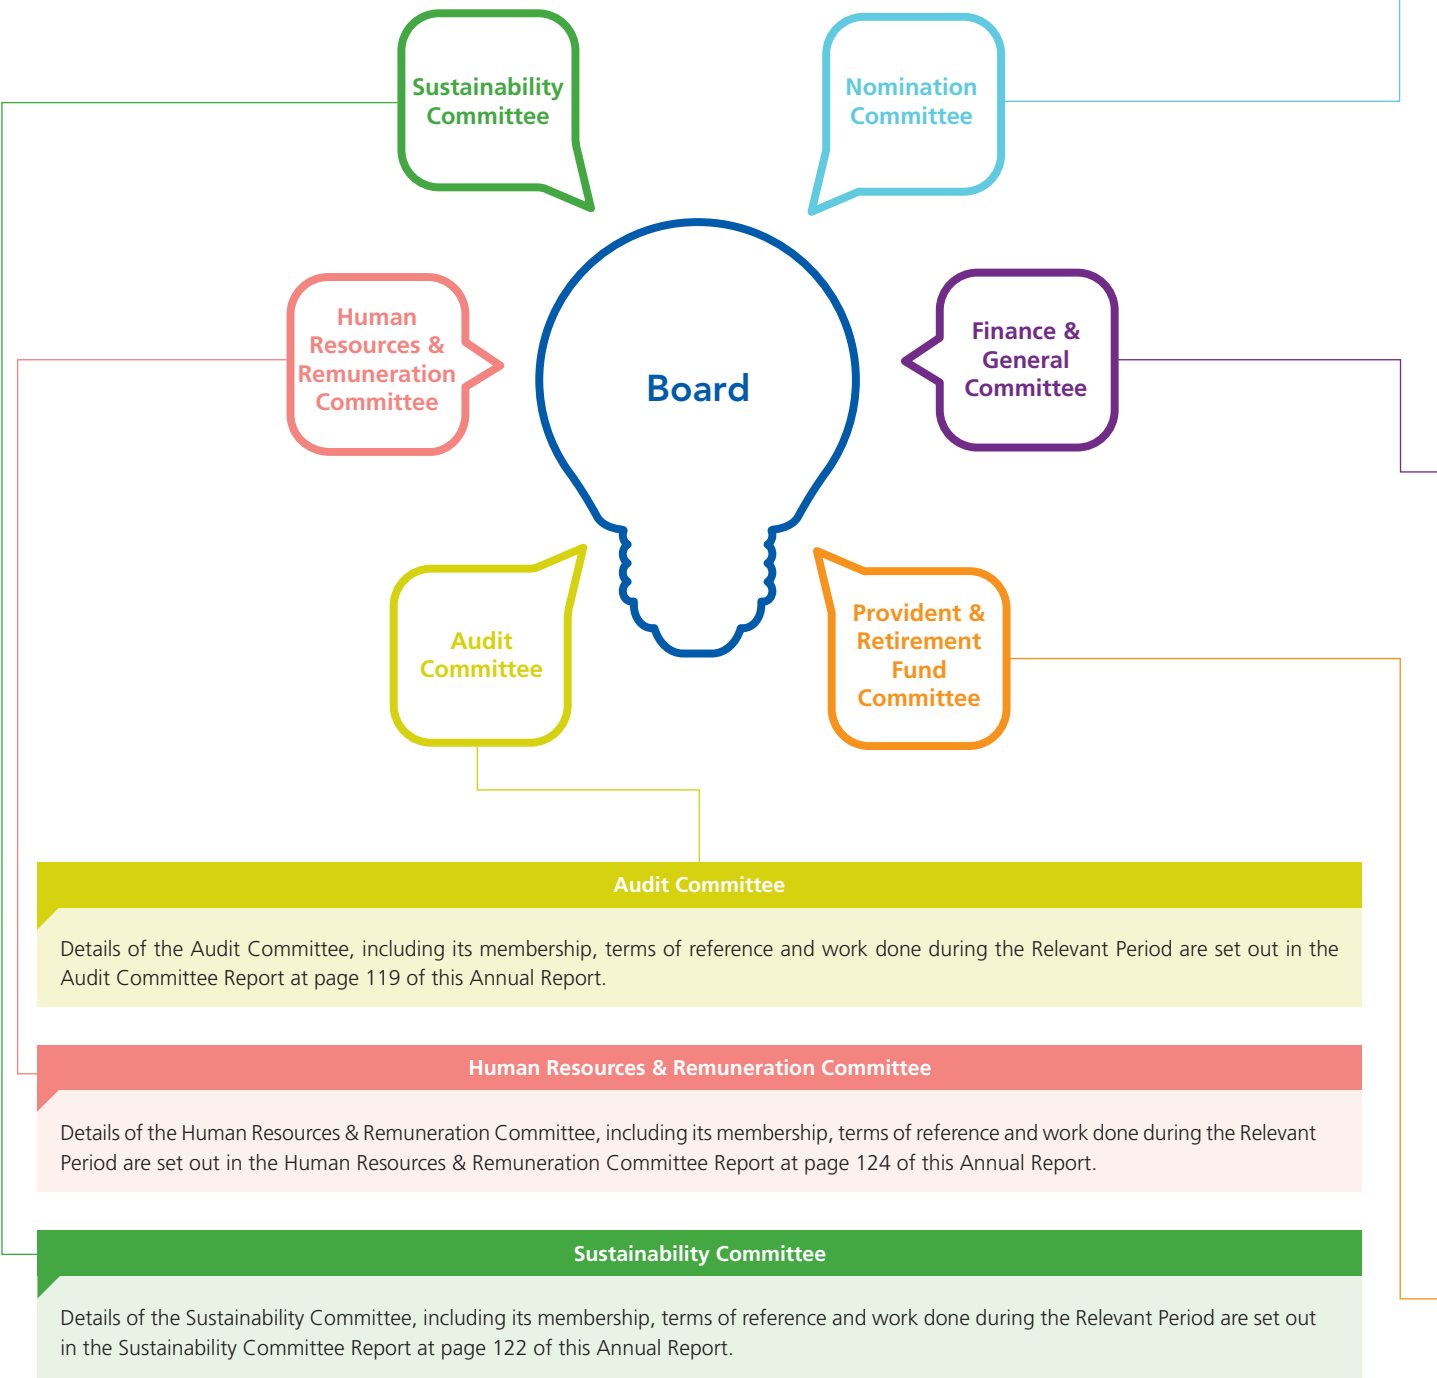 Sustainability
Committee
Nomination
Committee
Human
Resources &
Remuneration
Committee
Board
Finance &
General
Committee
Audit
Committee
Provident &
Retirement
Fund
Committee
Audit Committee
Details of the Audit Committee, including its membership, terms of reference and work done during the Relevant Period are set out in the
Audit Committee Report at page 119 of this Annual Report.
Human Resources & Remuneration Committee
Details of the Human Resources & Remuneration Committee, including its membership, terms of reference and work done during the Relevant
Period are set out in the Human Resources & Remuneration Committee Report at page 124 of this Annual Report.
Sustainability Committee
Details of the Sustainability Committee, including its membership, terms of reference and work done during the Relevant Period are set out
in the Sustainability Committee Report at page 122 of this Annual Report.